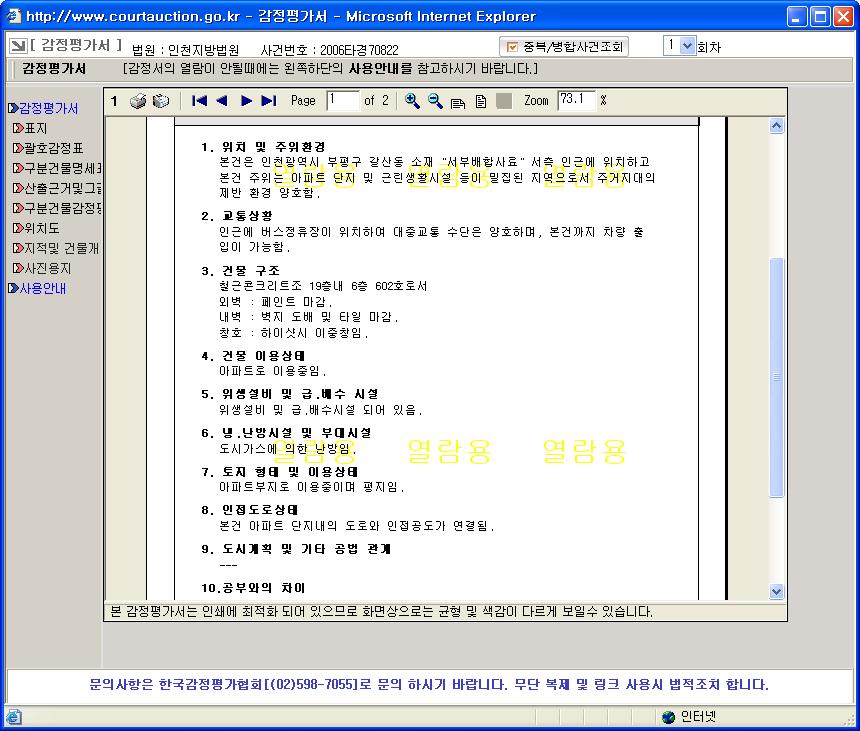 http://www.courtauction.go.kr - 감정평가서 - Microsoft Internet Explorer
[ 감정평가서 ] 법원 : 인천지방법원 사건번호 : 2006타경70822 중복/병합사건조회 1 회차
감정평가서 [감정서의 열람이 안될때에는 왼쪽하단의 사용안내를 참고하시기 바랍니다.]
1 Page 1 of 2 Zoom 73.1 %
감정평가서
표지
괄호감정표
구분건물명세표
산출근거및그결
구분건물감정평
위치도
지적및 건물개
사진용지
사용안내
1. 위치 및 주위환경
본건은 인천광역시 부평구 갈산동 소재 "서부배합사료" 서측 인근에 위치하고
본건 주위는 아파트 단지 및 근린생활시설 등이 밀집된 지역으로서 주거지대의
제반 환경 양호함.
열람용 열람용 열람용
2. 교통상황
인근에 버스정류장이 위치하여 대중교통 수단은 양호하며, 본건까지 차량 출
입이 가능함.
3. 건물 구조
철근콘크리트조 19층내 6층 602호로서
외벽 : 페인트 마감.
내벽 : 벽지 도배 및 타일 마감.
창호 : 하이샷시 이중창임.
4. 건물 이용상태
아파트로 이용중임.
5. 위생설비 및 급.배수 시설
위생설비 및 급.배수시설 되어 있음.
6. 냉.난방시설 및 부대시설
도시가스에 의한 난방임.
열람용 열람용 열람용
7. 토지 형태 및 이용상태
아파트부지로 이용중이며 평지임.
8. 인접도로상태
본건 아파트 단지내의 도로와 인접공도가 연결됨.
9. 도시계획 및 기타 공법 관계
---
10.공부와의 차이
본 감정평가서는 인쇄에 최적화 되어 있으므로 화면상으로는 균형 및 색감이 다르게 보일수 있습니다.
문의사항은 한국감정평가협회[(02)598-7055]로 문의 하시기 바랍니다. 무단 복제 및 링크 사용시 법적조치 합니다.
인터넷